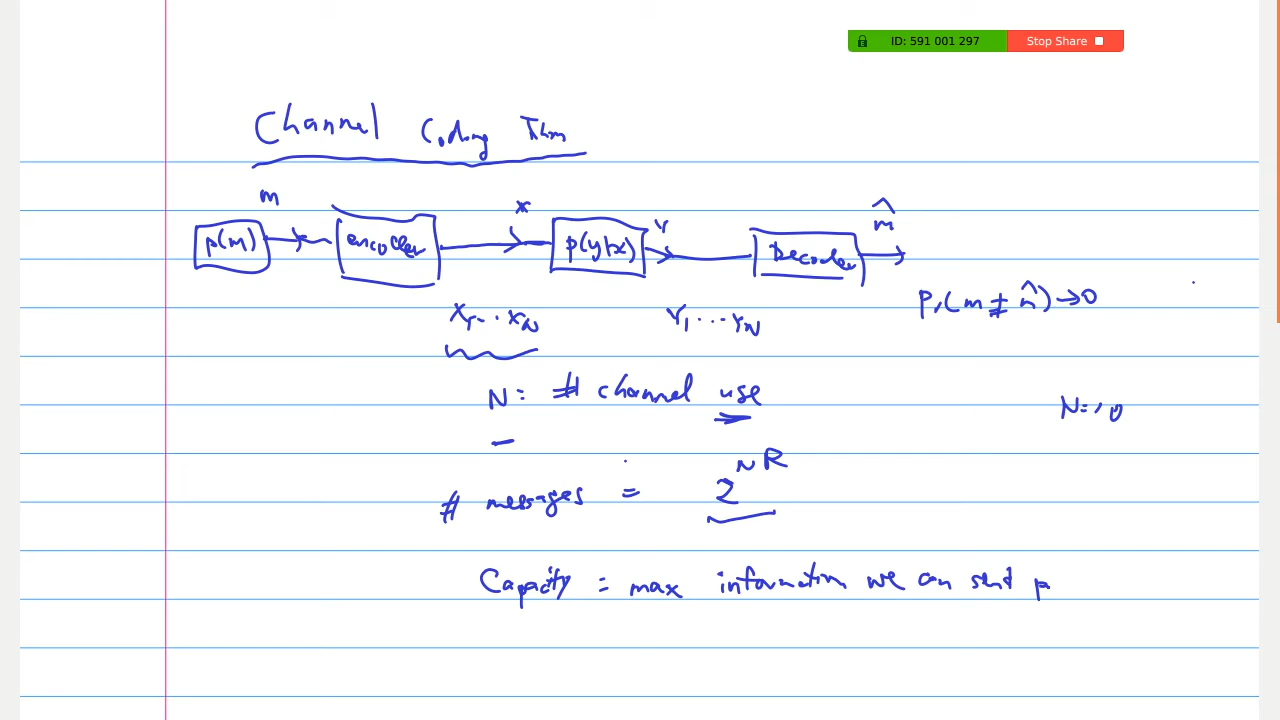 ID: 591 001 297 Stop Share
Channel Coding Thm
m x Y m̂
p(m) encoder p(y|x) Decoder
Pr(m ≠ m̂) → 0
X1...XN Y1...YN
N = # channel use
# messages = 2^NR
Capacity = max information we can sent p